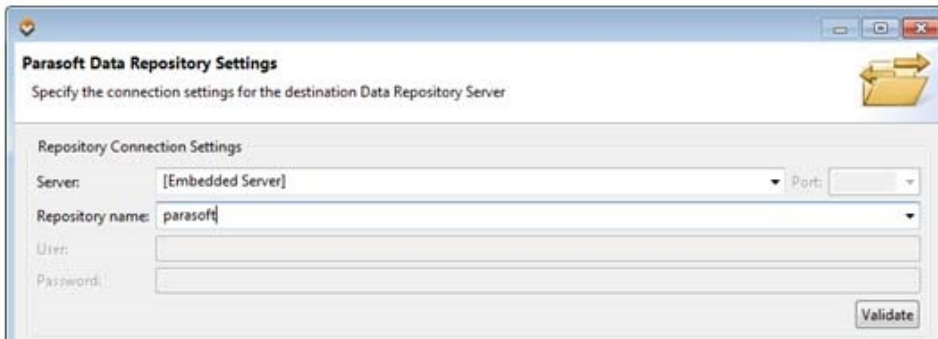 Parasoft Data Repository Settings
Specify the connection settings for the destination Data Repository Server
Repository Connection Settings
Server: [Embedded Server] Port:
Repository name: parasoft
User:
Password:
Validate